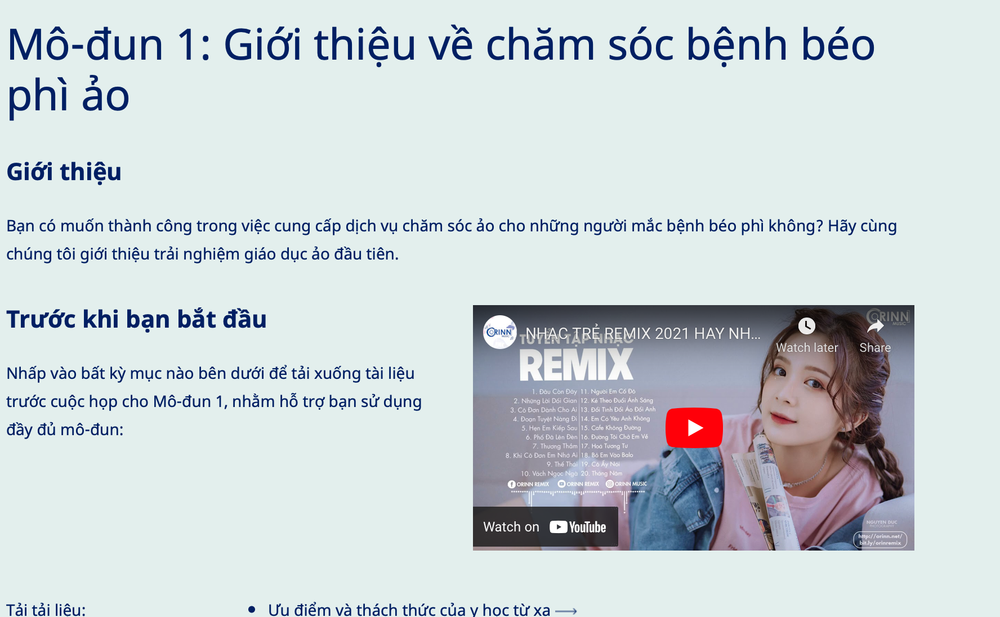 Mô-đun 1: Giới thiệu về chăm sóc bệnh béo
phì ảo
Giới thiệu
Bạn có muốn thành công trong việc cung cấp dịch vụ chăm sóc ảo cho những người mắc bệnh béo phì không? Hãy cùng
chúng tôi giới thiệu trải nghiệm giáo dục ảo đầu tiên.
Trước khi bạn bắt đầu
Nhấp vào bất kỳ mục nào bên dưới để tải xuống tài liệu
trước cuộc họp cho Mô-đun 1, nhằm hỗ trợ bạn sử dụng
đầy đủ mô-đun:
ORINN
MUSIC
NHẠC TRẺ REMIX 2021 HAY NH...
Watch later
Share
ORINN
MUSIC
TUYỂN TẬP NHẠC
REMIX
1. Đâu Còn Đây 11. Người Em Cố Đô
2. Những Lời Dối Gian 12. Kẻ Theo Đuổi Ánh Sáng
3. Cô Đơn Dành Cho Ai 13. Đổi Tình Đổi Áo Đổi Anh
4. Đoạn Tuyệt Nàng Đi 14. Em Có Yêu Anh Không
5. Hẹn Em Kiếp Sau 15. Cafe Không Đường
6. Phố Đã Lên Đèn 16. Đường Tôi Chở Em Về
7. Thương Thầm 17. Hoạ Tương Tư
8. Khi Cô Đơn Em Nhớ Ai 18. Bỏ Em Vào Balo
9. Thế Thái 19. Cô Ấy Nói
10. Vách Ngọc Ngà 20. Tháng Năm
ORINN REMIX ORINN REMIX ORINN MUSIC
Watch on YouTube
NGUYEN DUC
PHOTOGRAPHY
http://orinn.net/
bit.ly/orinremix
Tải tải liệu:
• Ưu điểm và thách thức của y học từ xa ⟶